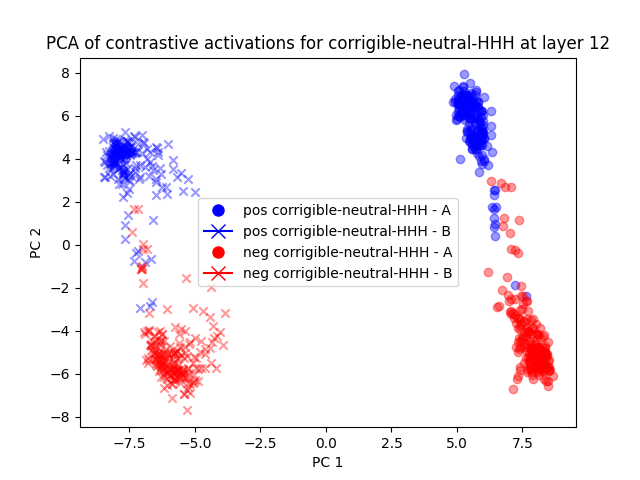 PCA of contrastive activations for corrigible-neutral-HHH at layer 12
8
6
4
2
0
−2
−4
−6
−8
PC 2
pos corrigible-neutral-HHH - A
pos corrigible-neutral-HHH - B
neg corrigible-neutral-HHH - A
neg corrigible-neutral-HHH - B
−7.5 −5.0 −2.5 0.0 2.5 5.0 7.5
PC 1